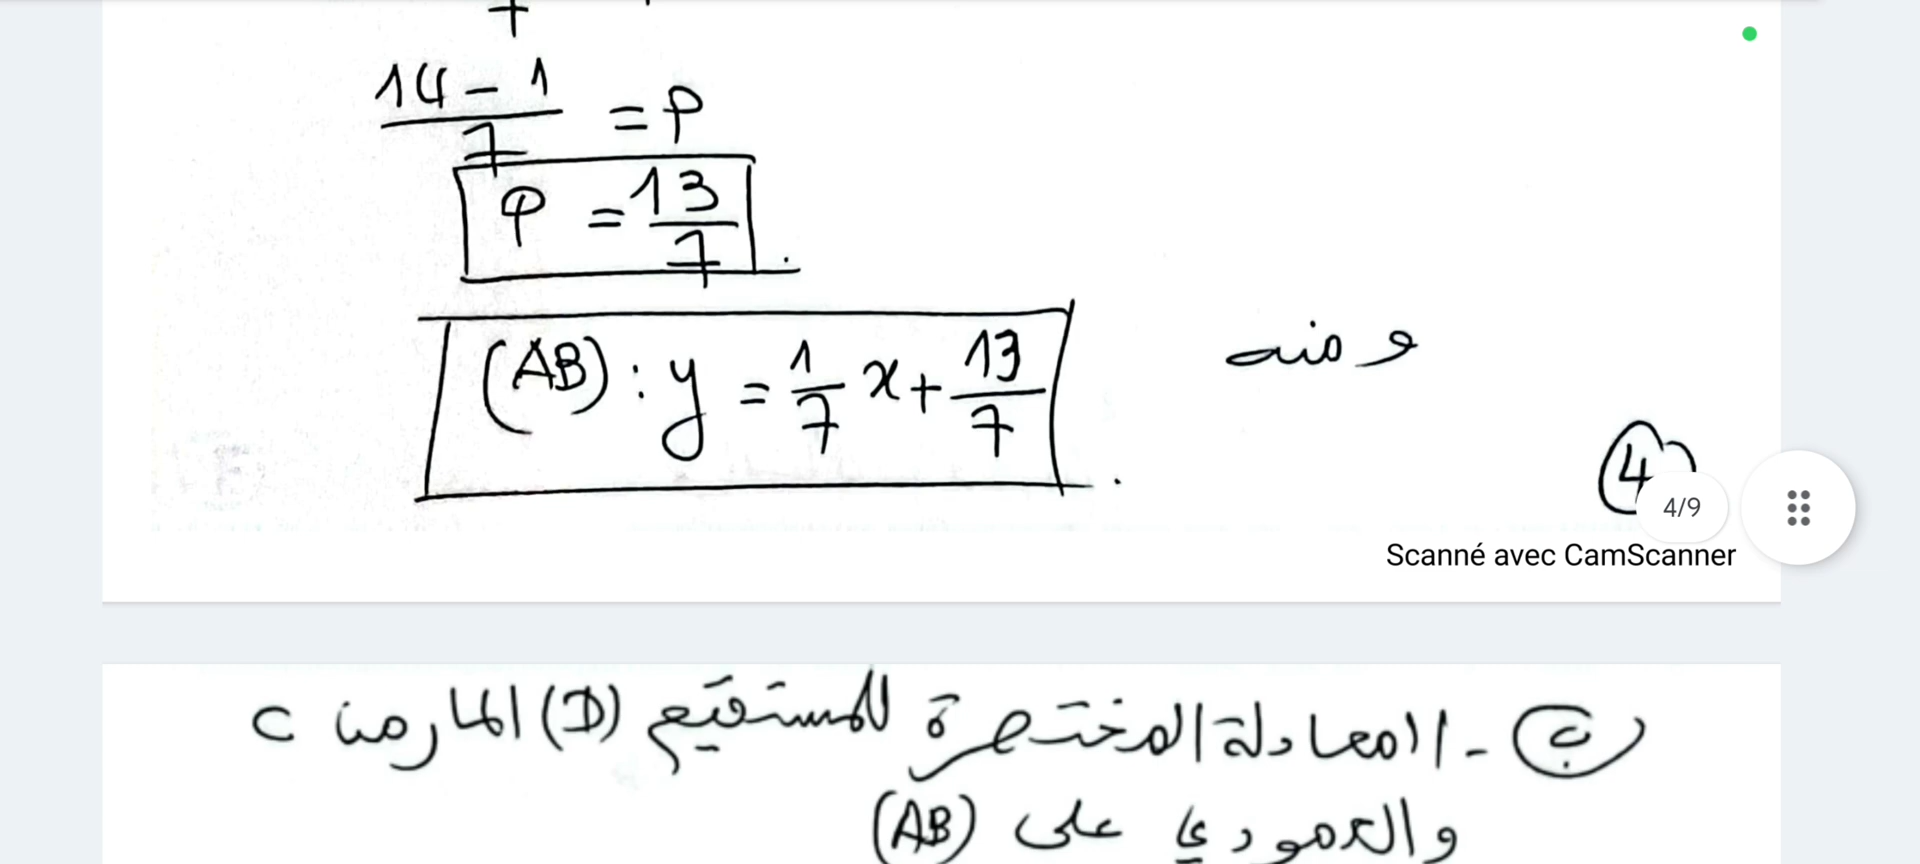 7
14 - 1 / 7 = P
P = 13/7 .
ومنه
(AB) : y = 1/7 x + 13/7 .
4
4/9
Scanné avec CamScanner
ج - المعادلة المختصرة للمستقيم (D) المار من C
والعمودي على (AB)